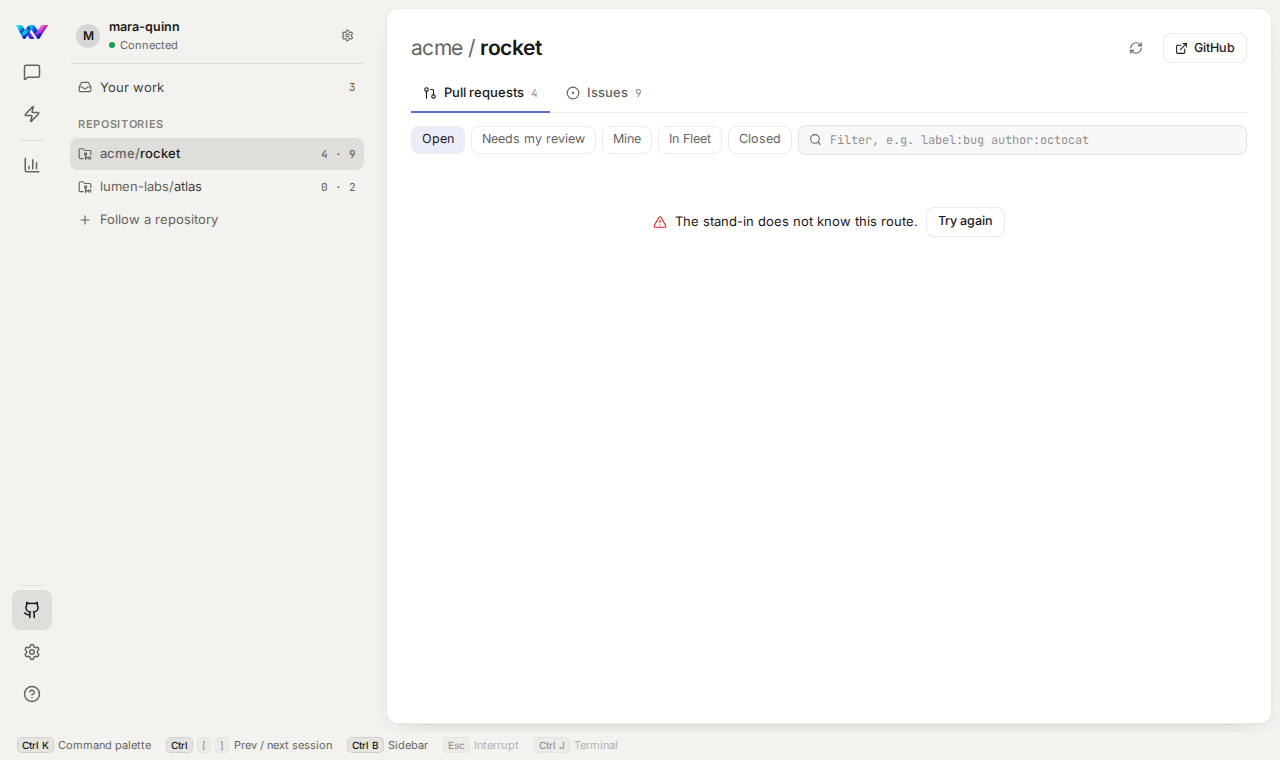 M
mara-quinn
Connected
Your work 3
REPOSITORIES
acme/rocket 4 · 9
lumen-labs/atlas 0 · 2
Follow a repository
acme / rocket
GitHub
Pull requests 4 Issues 9
Open Needs my review Mine In Fleet Closed Filter, e.g. label:bug author:octocat
The stand-in does not know this route. Try again
Ctrl K Command palette Ctrl [ ] Prev / next session Ctrl B Sidebar Esc Interrupt Ctrl J Terminal